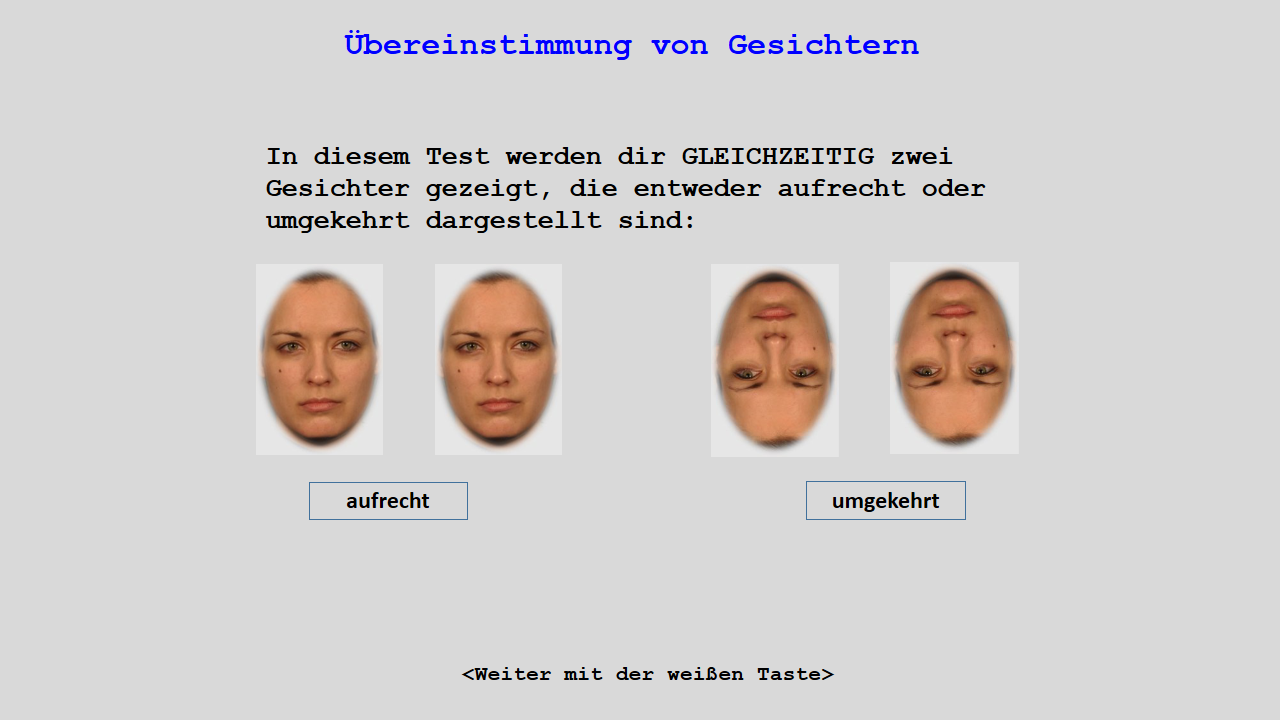 Übereinstimmung von Gesichtern
In diesem Test werden dir GLEICHZEITIG zwei
Gesichter gezeigt, die entweder aufrecht oder
umgekehrt dargestellt sind:
aufrecht
umgekehrt
<Weiter mit der weißen Taste>